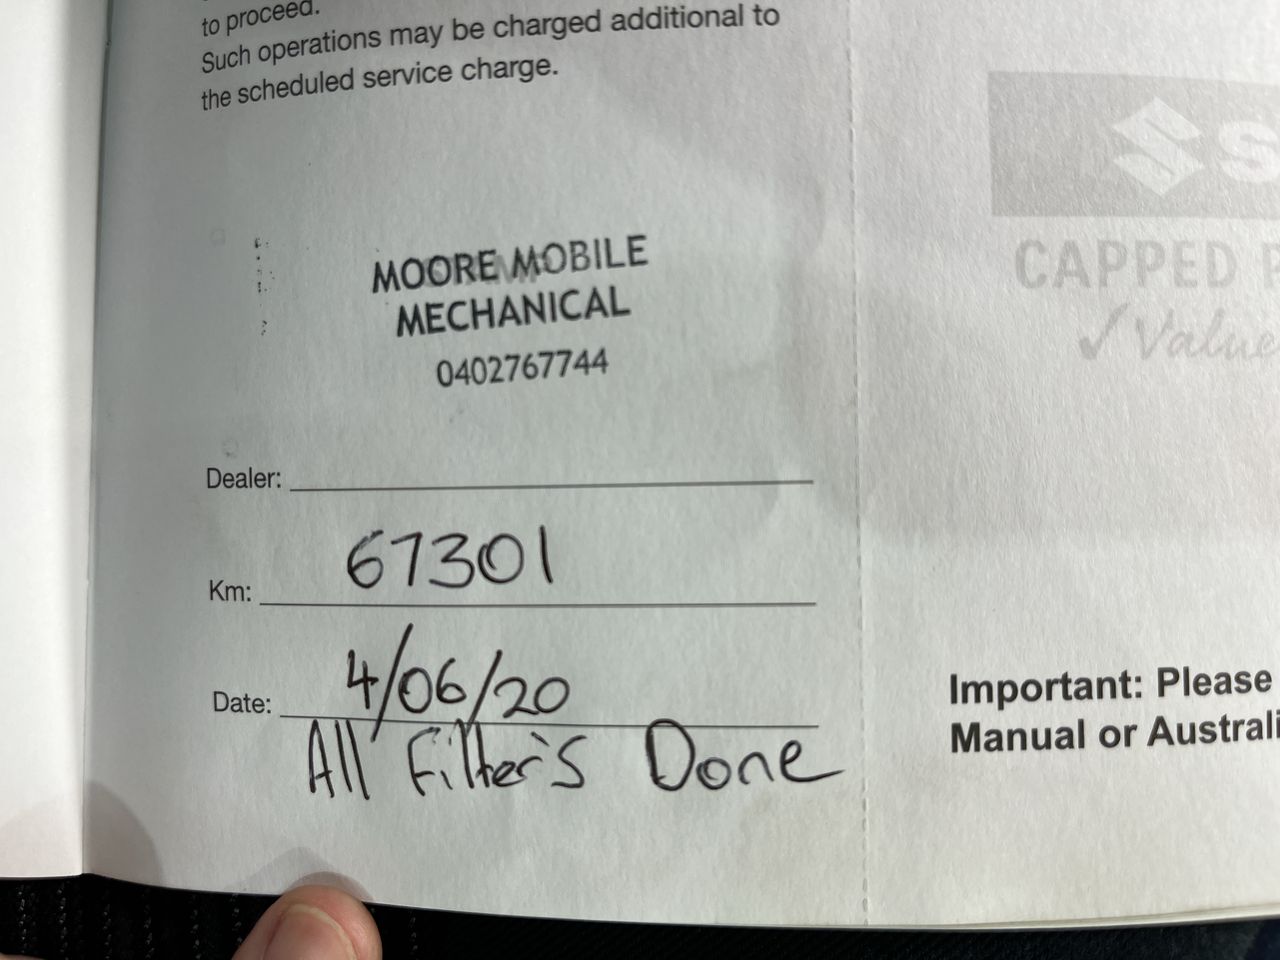 to proceed.
Such operations may be charged additional to
the scheduled service charge.
MOORE MOBILE
MECHANICAL
0402767744
Dealer:
Km: 67301
Date: 4/06/20
All Filter's Done
S
CAPPED P
✓ Value
Important: Please
Manual or Australi